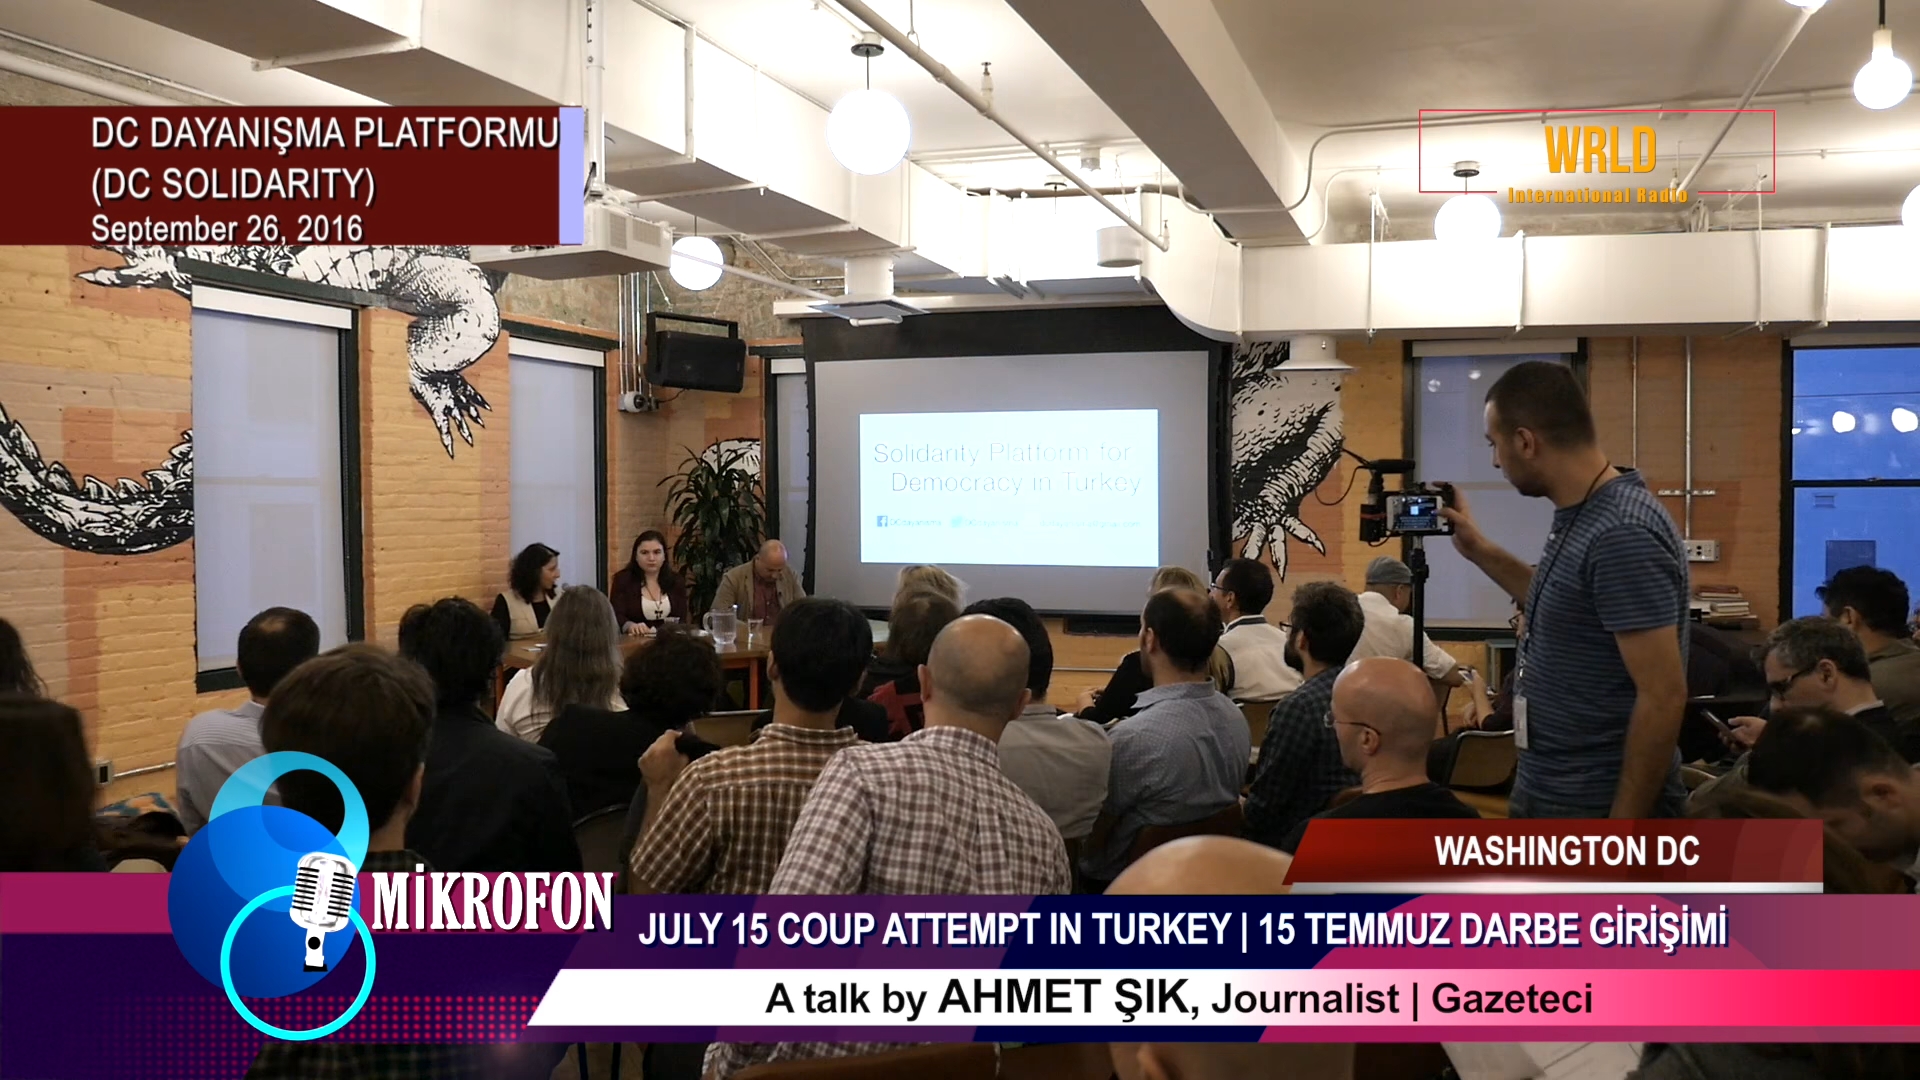 DC DAYANIŞMA PLATFORMU
(DC SOLIDARITY)
September 26, 2016
WRLD
International Radio
Solidarity Platform for
Democracy in Turkey
WASHINGTON DC
MİKROFON
JULY 15 COUP ATTEMPT IN TURKEY | 15 TEMMUZ DARBE GİRİŞİMİ
A talk by AHMET ŞIK, Journalist | Gazeteci